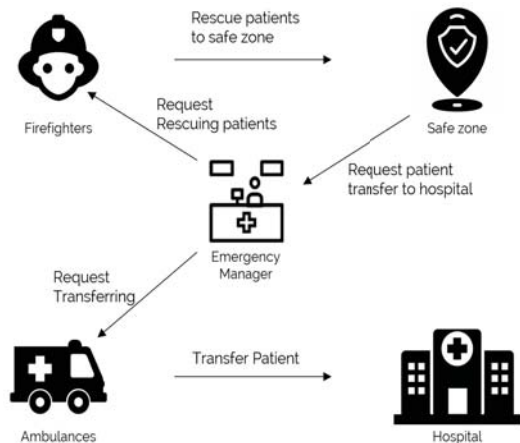 Rescue patients
to safe zone
Firefighters
Request
Rescuing patients
Safe zone
Request patient
transfer to hospital
Emergency
Manager
Request
Transferring
Transfer Patient
Ambulances
Hospital